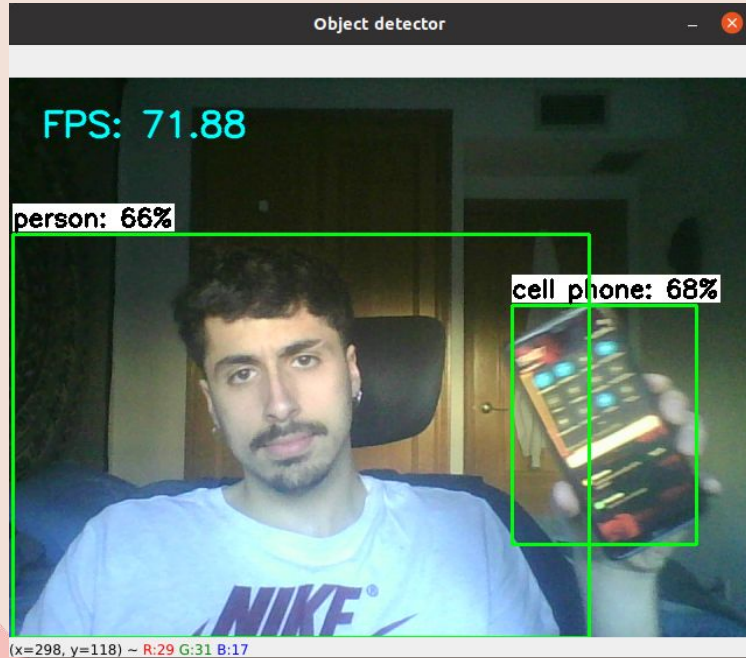 Object detector
FPS: 71.88
person: 66%
cell phone: 68%
NIKE®
(x=298, y=118) ~ R:29 G:31 B:17